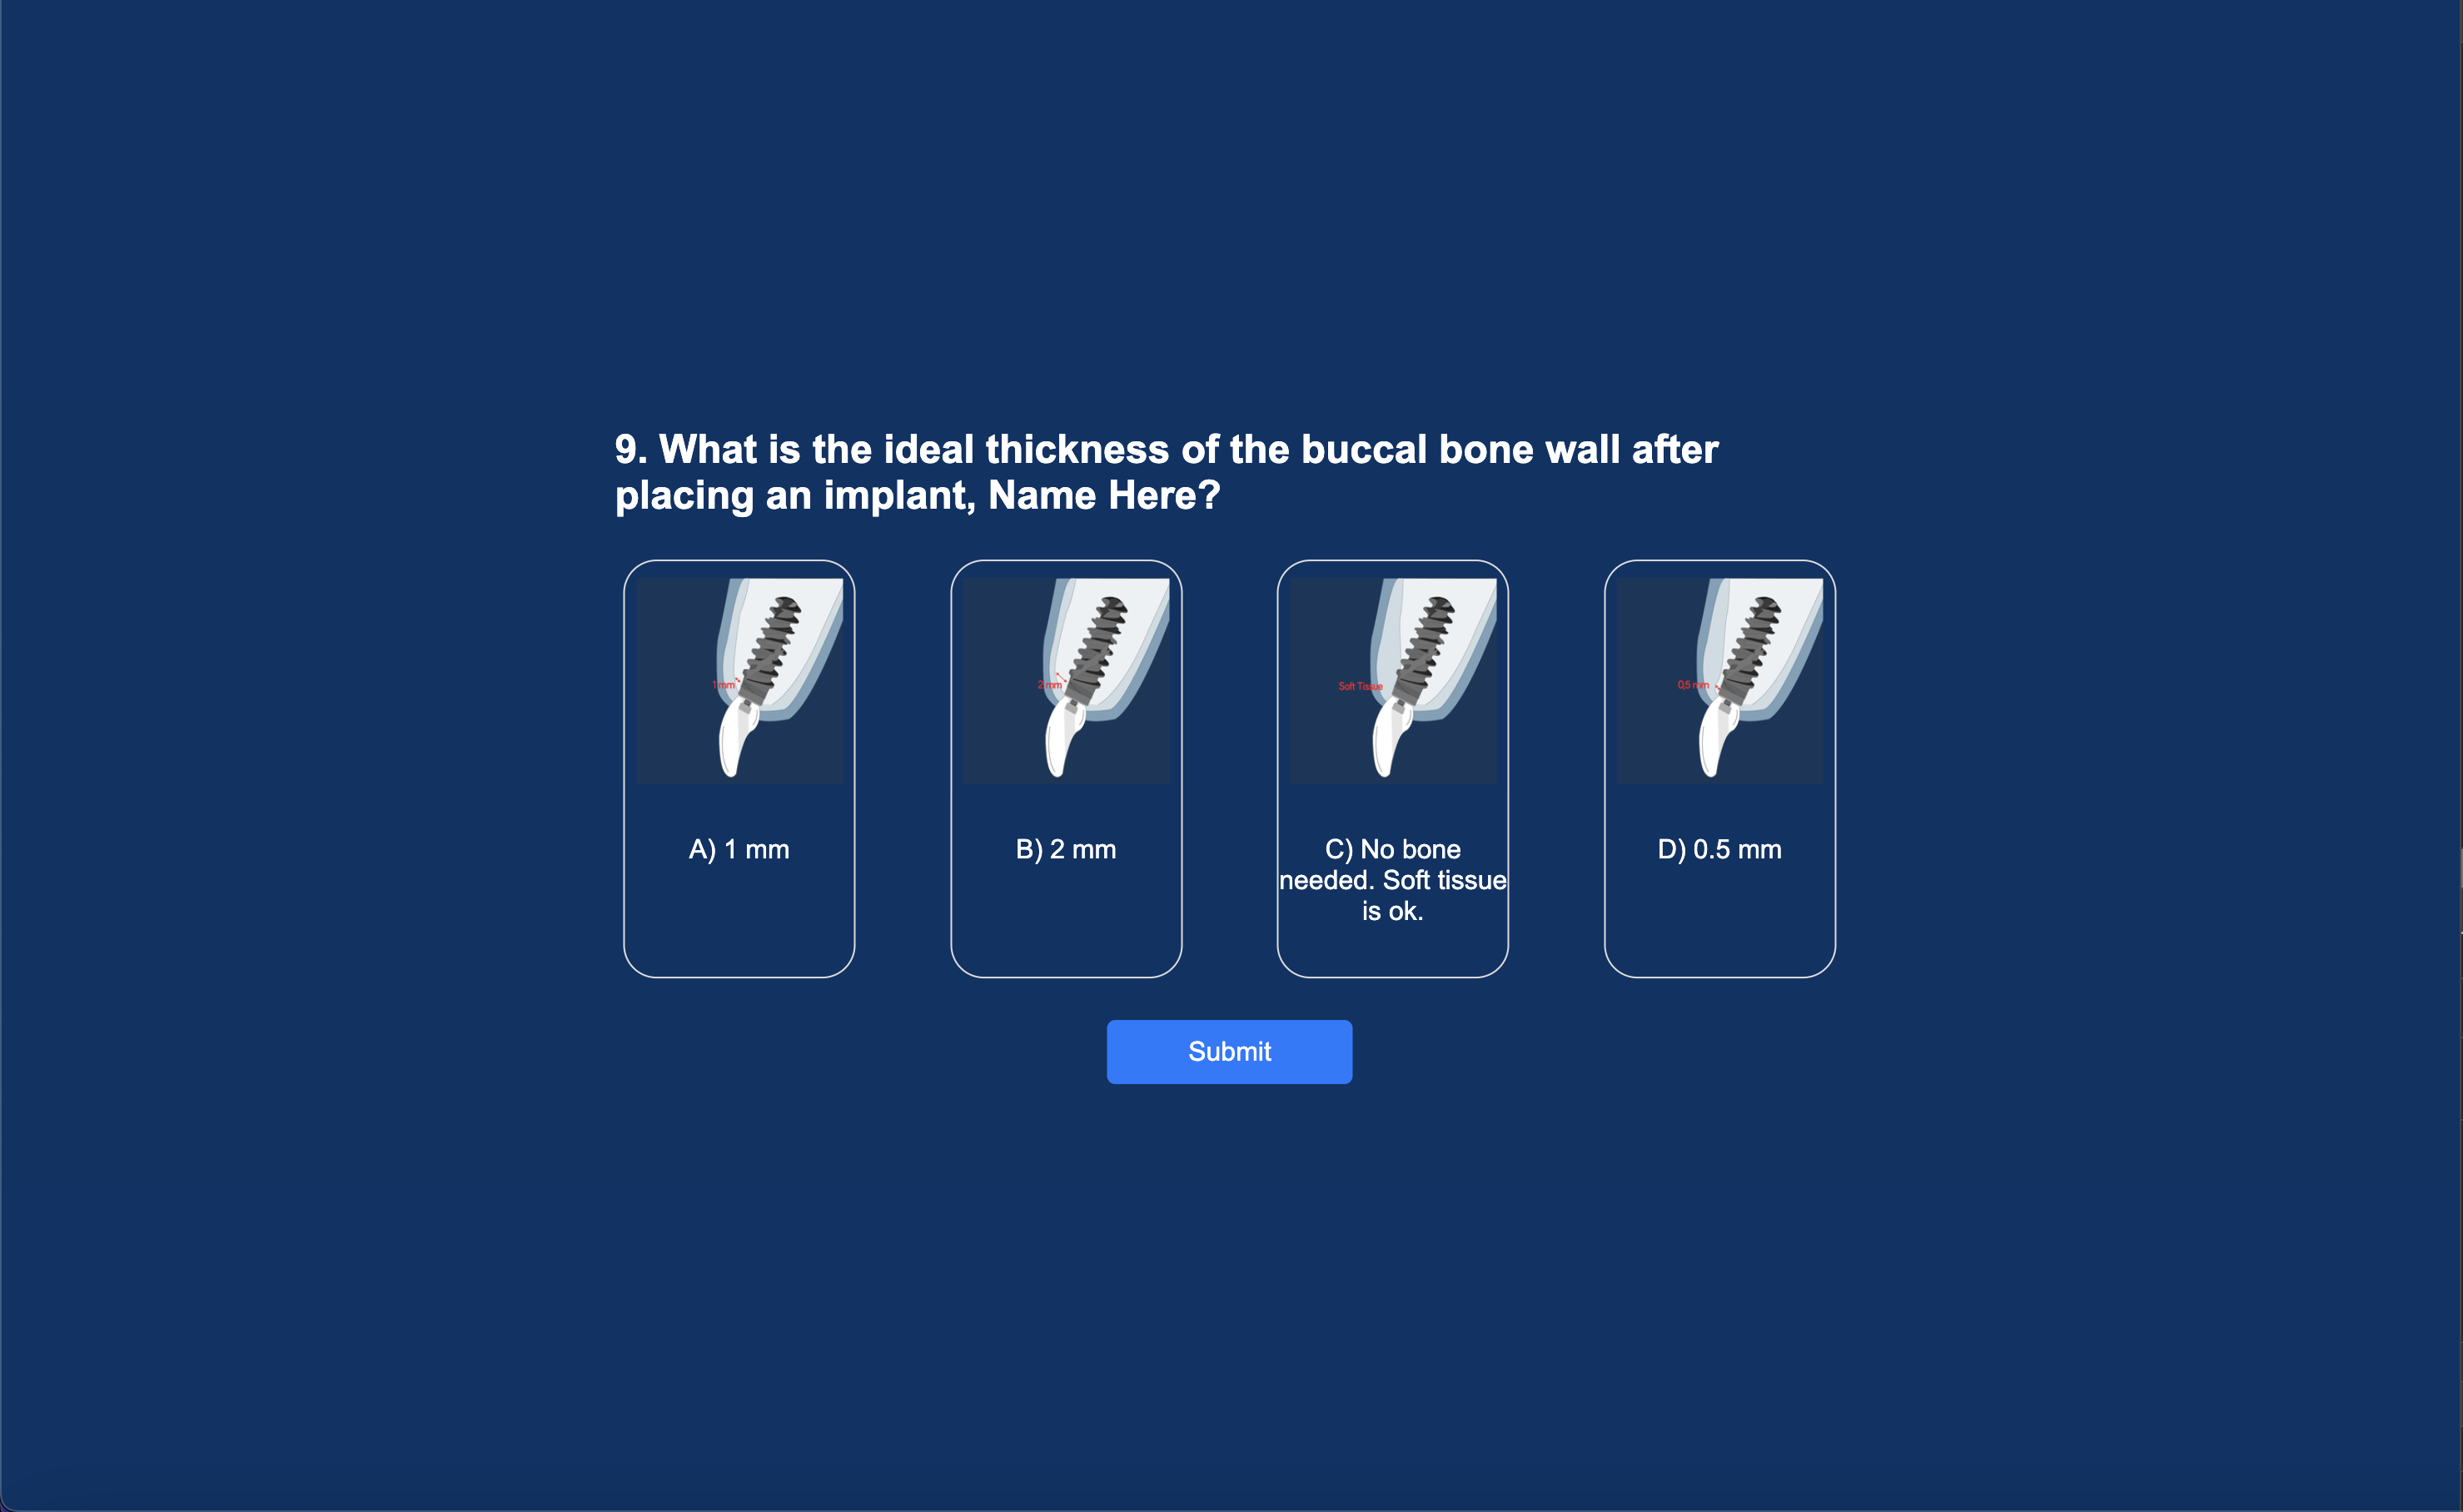 9. What is the ideal thickness of the buccal bone wall after
placing an implant, Name Here?
1 mm
2 mm
Soft Tissue
0,5 mm
A) 1 mm
B) 2 mm
C) No bone
needed. Soft tissue
is ok.
D) 0.5 mm
Submit